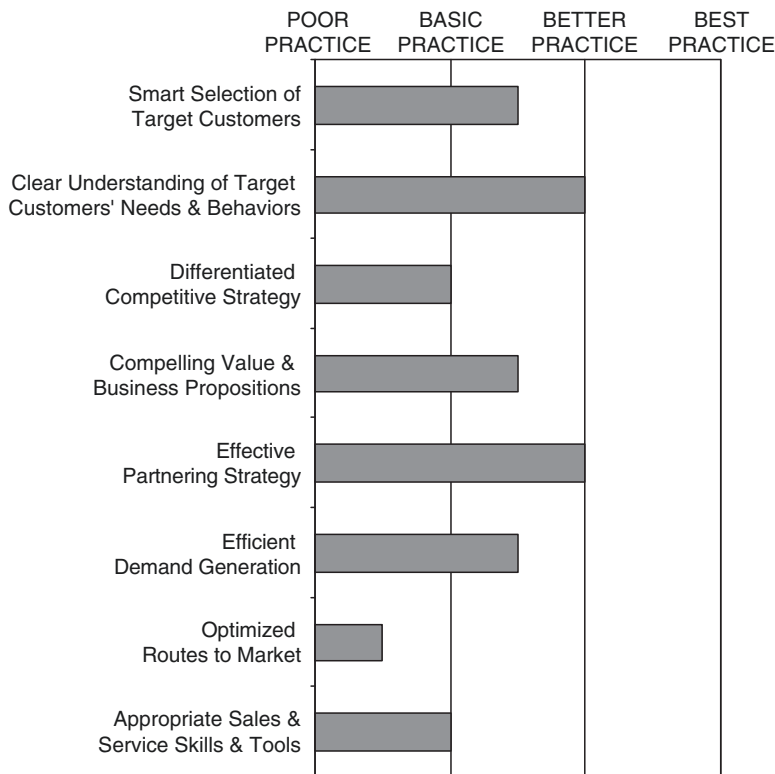 POOR PRACTICE
BASIC PRACTICE
BETTER PRACTICE
BEST PRACTICE
Smart Selection of
Target Customers
Clear Understanding of Target
Customers' Needs & Behaviors
Differentiated
Competitive Strategy
Compelling Value &
Business Propositions
Effective
Partnering Strategy
Efficient
Demand Generation
Optimized
Routes to Market
Appropriate Sales &
Service Skills & Tools